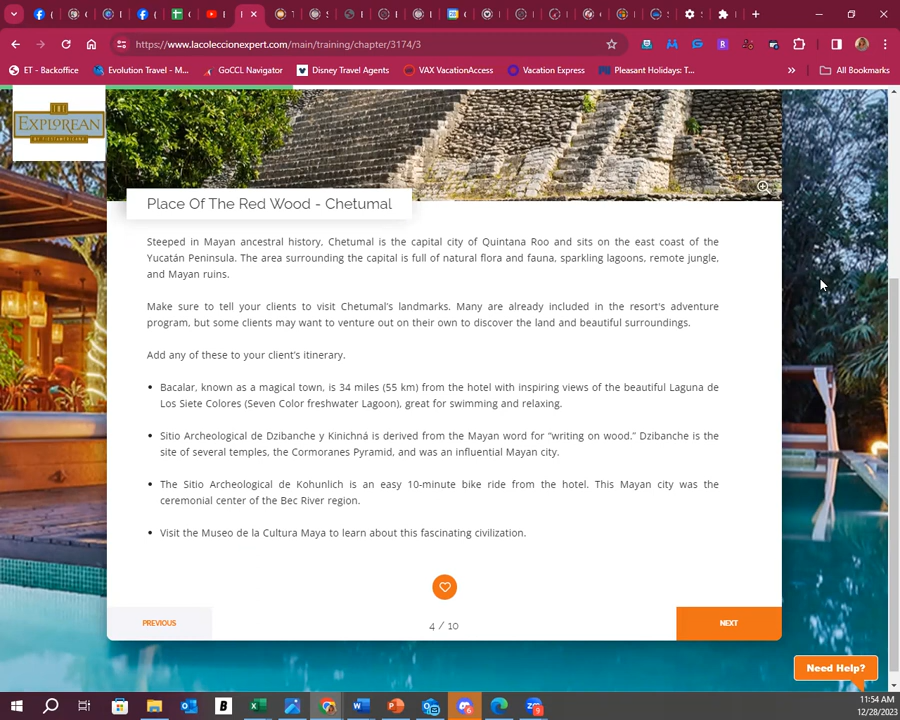 https://www.lacoleccionexpert.com/main/training/chapter/3174/3
ET - Backoffice
Evolution Travel - M...
GoCCL Navigator
Disney Travel Agents
VAX VacationAccess
Vacation Express
Pleasant Holidays: T...
»
All Bookmarks
THE
EXPLOREAN
BY FIESTAMERICANA
Place Of The Red Wood - Chetumal
Steeped in Mayan ancestral history, Chetumal is the capital city of Quintana Roo and sits on the east coast of the
Yucatán Peninsula. The area surrounding the capital is full of natural flora and fauna, sparkling lagoons, remote jungle,
and Mayan ruins.
Make sure to tell your clients to visit Chetumal's landmarks. Many are already included in the resort's adventure
program, but some clients may want to venture out on their own to discover the land and beautiful surroundings.
Add any of these to your client's itinerary.
• Bacalar, known as a magical town, is 34 miles (55 km) from the hotel with inspiring views of the beautiful Laguna de
Los Siete Colores (Seven Color freshwater Lagoon), great for swimming and relaxing.
• Sitio Archeological de Dzibanche y Kinichná is derived from the Mayan word for “writing on wood.” Dzibanche is the
site of several temples, the Cormoranes Pyramid, and was an influential Mayan city.
• The Sitio Archeological de Kohunlich is an easy 10-minute bike ride from the hotel. This Mayan city was the
ceremonial center of the Bec River region.
• Visit the Museo de la Cultura Maya to learn about this fascinating civilization.
PREVIOUS
4 / 10
NEXT
Need Help?
11:54 AM
12/28/2023